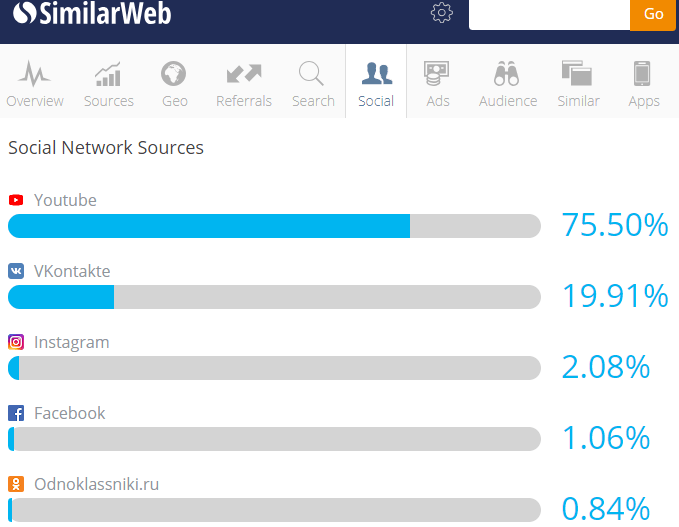 SimilarWeb
Go
Overview Sources Geo Referrals Search Social Ads Audience Similar Apps
Social Network Sources
Youtube
75.50%
VKontakte
19.91%
Instagram
2.08%
Facebook
1.06%
Odnoklassniki.ru
0.84%